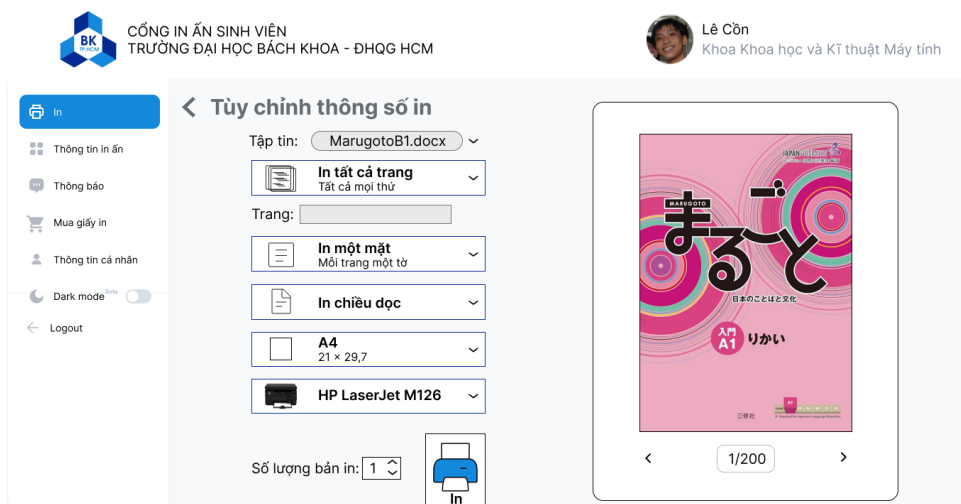 BK
TP.HCM
CỔNG IN ẤN SINH VIÊN
TRƯỜNG ĐẠI HỌC BÁCH KHOA - ĐHQG HCM
Lê Cồn
Khoa Khoa học và Kĩ thuật Máy tính
In
Thông tin in ấn
Thông báo
Mua giấy in
Thông tin cá nhân
Dark mode Beta
Logout
Tùy chỉnh thông số in
Tập tin: MarugotoB1.docx
In tất cả trang
Tất cả mọi thứ
Trang:
In một mặt
Mỗi trang một tờ
In chiều dọc
A4
21 × 29,7
HP LaserJet M126
Số lượng bản in: 1
In
MARUGOTO
まるごと
日本のことばと文化
入門
A1
りかい
三修社
1/200